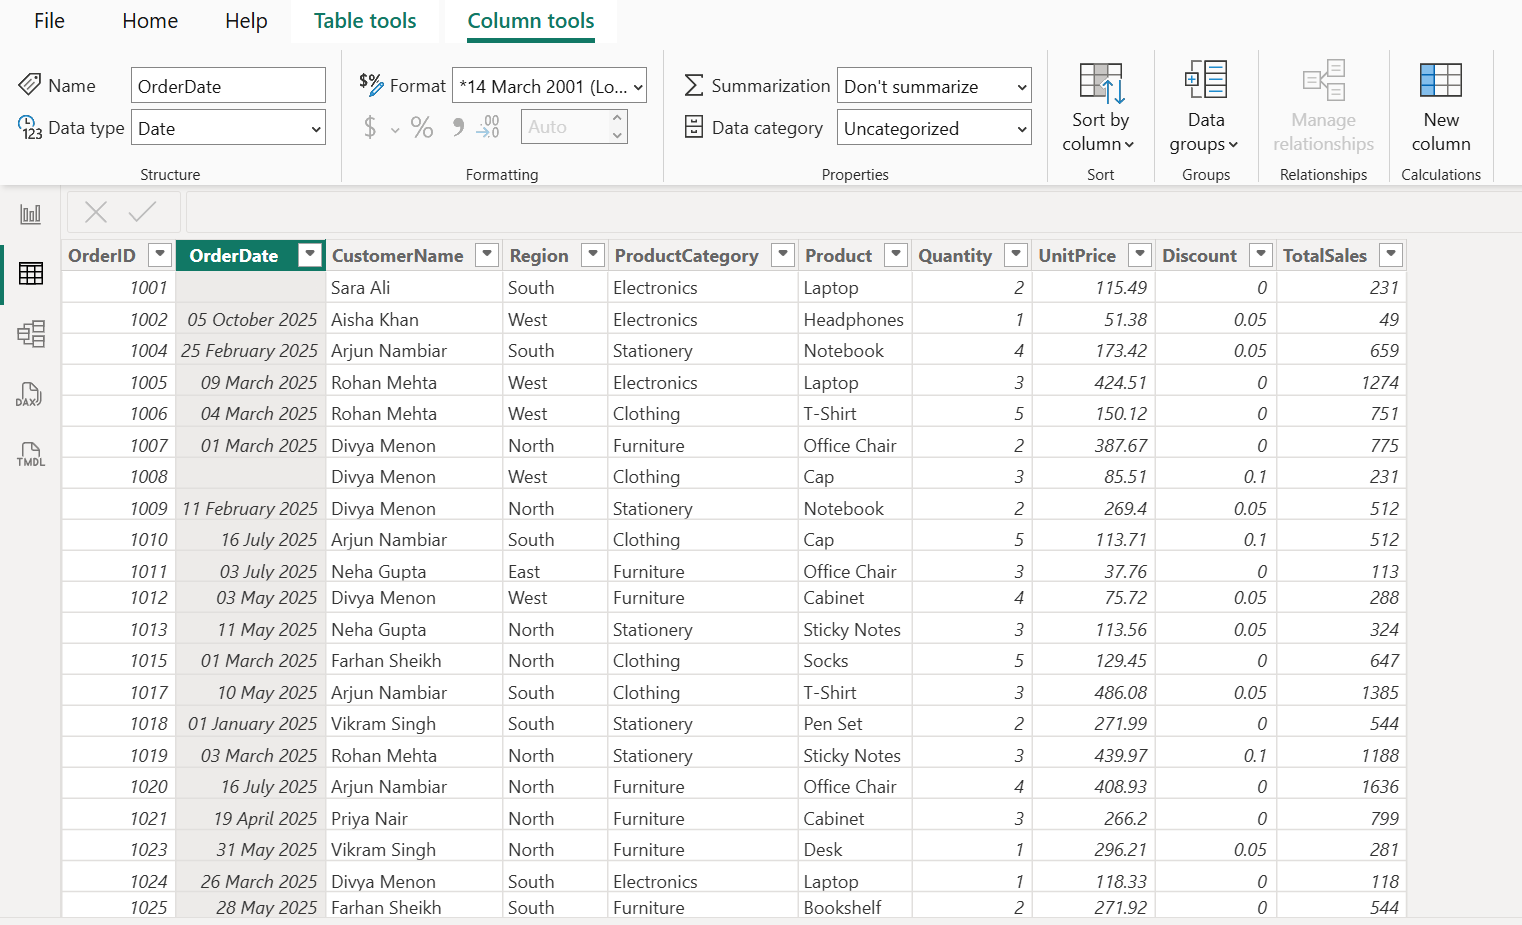 File Home Help Table tools Column tools
Name OrderDate $% Format *14 March 2001 (Lo... Summarization Don't summarize
123 Data type Date $ % 9 .00 →.0 Auto Data category Uncategorized
Sort by column Data groups Manage relationships New column
Structure Formatting Properties Sort Groups Relationships Calculations
OrderID OrderDate CustomerName Region ProductCategory Product Quantity UnitPrice Discount TotalSales
1001 Sara Ali South Electronics Laptop 2 115.49 0 231
1002 05 October 2025 Aisha Khan West Electronics Headphones 1 51.38 0.05 49
1004 25 February 2025 Arjun Nambiar South Stationery Notebook 4 173.42 0.05 659
1005 09 March 2025 Rohan Mehta West Electronics Laptop 3 424.51 0 1274
1006 04 March 2025 Rohan Mehta West Clothing T-Shirt 5 150.12 0 751
1007 01 March 2025 Divya Menon North Furniture Office Chair 2 387.67 0 775
1008 Divya Menon West Clothing Cap 3 85.51 0.1 231
1009 11 February 2025 Divya Menon North Stationery Notebook 2 269.4 0.05 512
1010 16 July 2025 Arjun Nambiar South Clothing Cap 5 113.71 0.1 512
1011 03 July 2025 Neha Gupta East Furniture Office Chair 3 37.76 0 113
1012 03 May 2025 Divya Menon West Furniture Cabinet 4 75.72 0.05 288
1013 11 May 2025 Neha Gupta North Stationery Sticky Notes 3 113.56 0.05 324
1015 01 March 2025 Farhan Sheikh North Clothing Socks 5 129.45 0 647
1017 10 May 2025 Arjun Nambiar South Clothing T-Shirt 3 486.08 0.05 1385
1018 01 January 2025 Vikram Singh South Stationery Pen Set 2 271.99 0 544
1019 03 March 2025 Rohan Mehta North Stationery Sticky Notes 3 439.97 0.1 1188
1020 16 July 2025 Arjun Nambiar North Furniture Office Chair 4 408.93 0 1636
1021 19 April 2025 Priya Nair North Furniture Cabinet 3 266.2 0 799
1023 31 May 2025 Vikram Singh North Furniture Desk 1 296.21 0.05 281
1024 26 March 2025 Divya Menon South Electronics Laptop 1 118.33 0 118
1025 28 May 2025 Farhan Sheikh South Furniture Bookshelf 2 271.92 0 544
DAX
TMDL